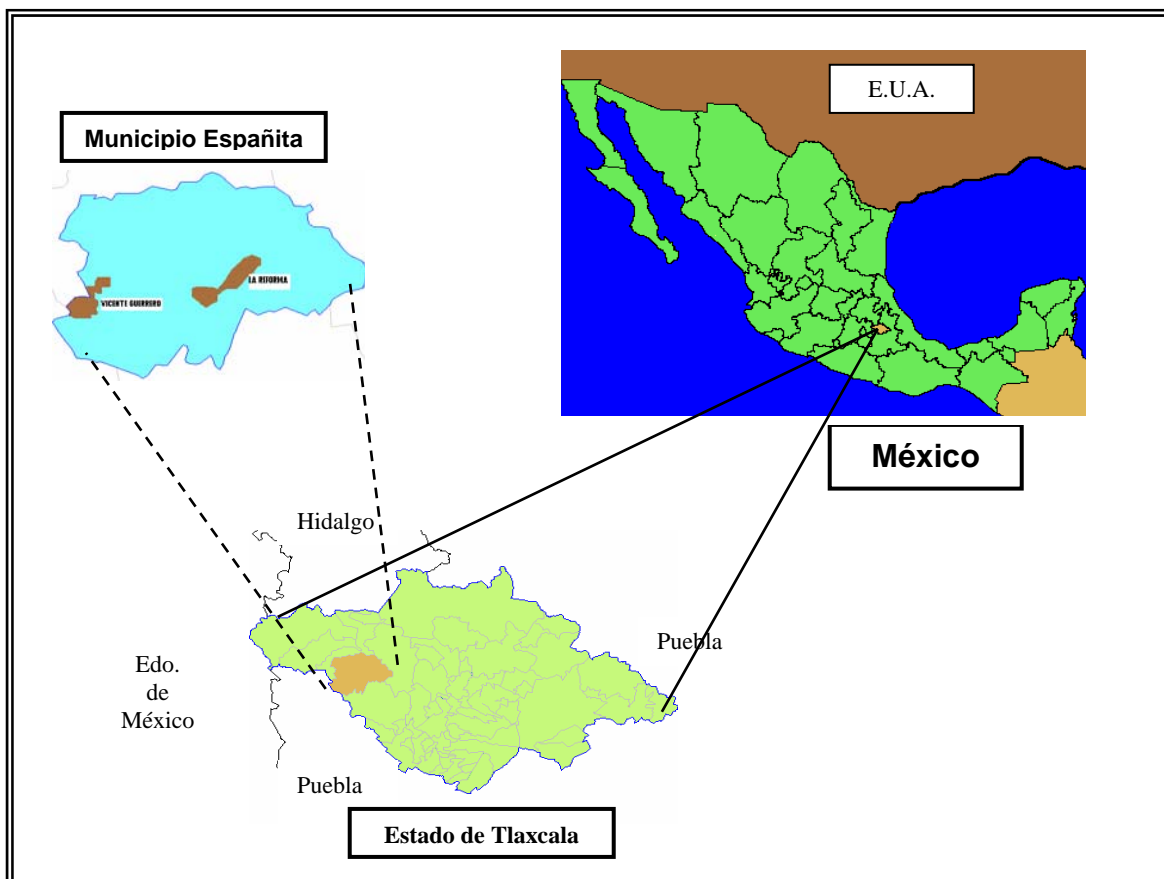 E.U.A.
Municipio Españita
LA REFORMA
VICENTE GUERRERO
México
Hidalgo
Puebla
Edo.
de
México
Puebla
Estado de Tlaxcala